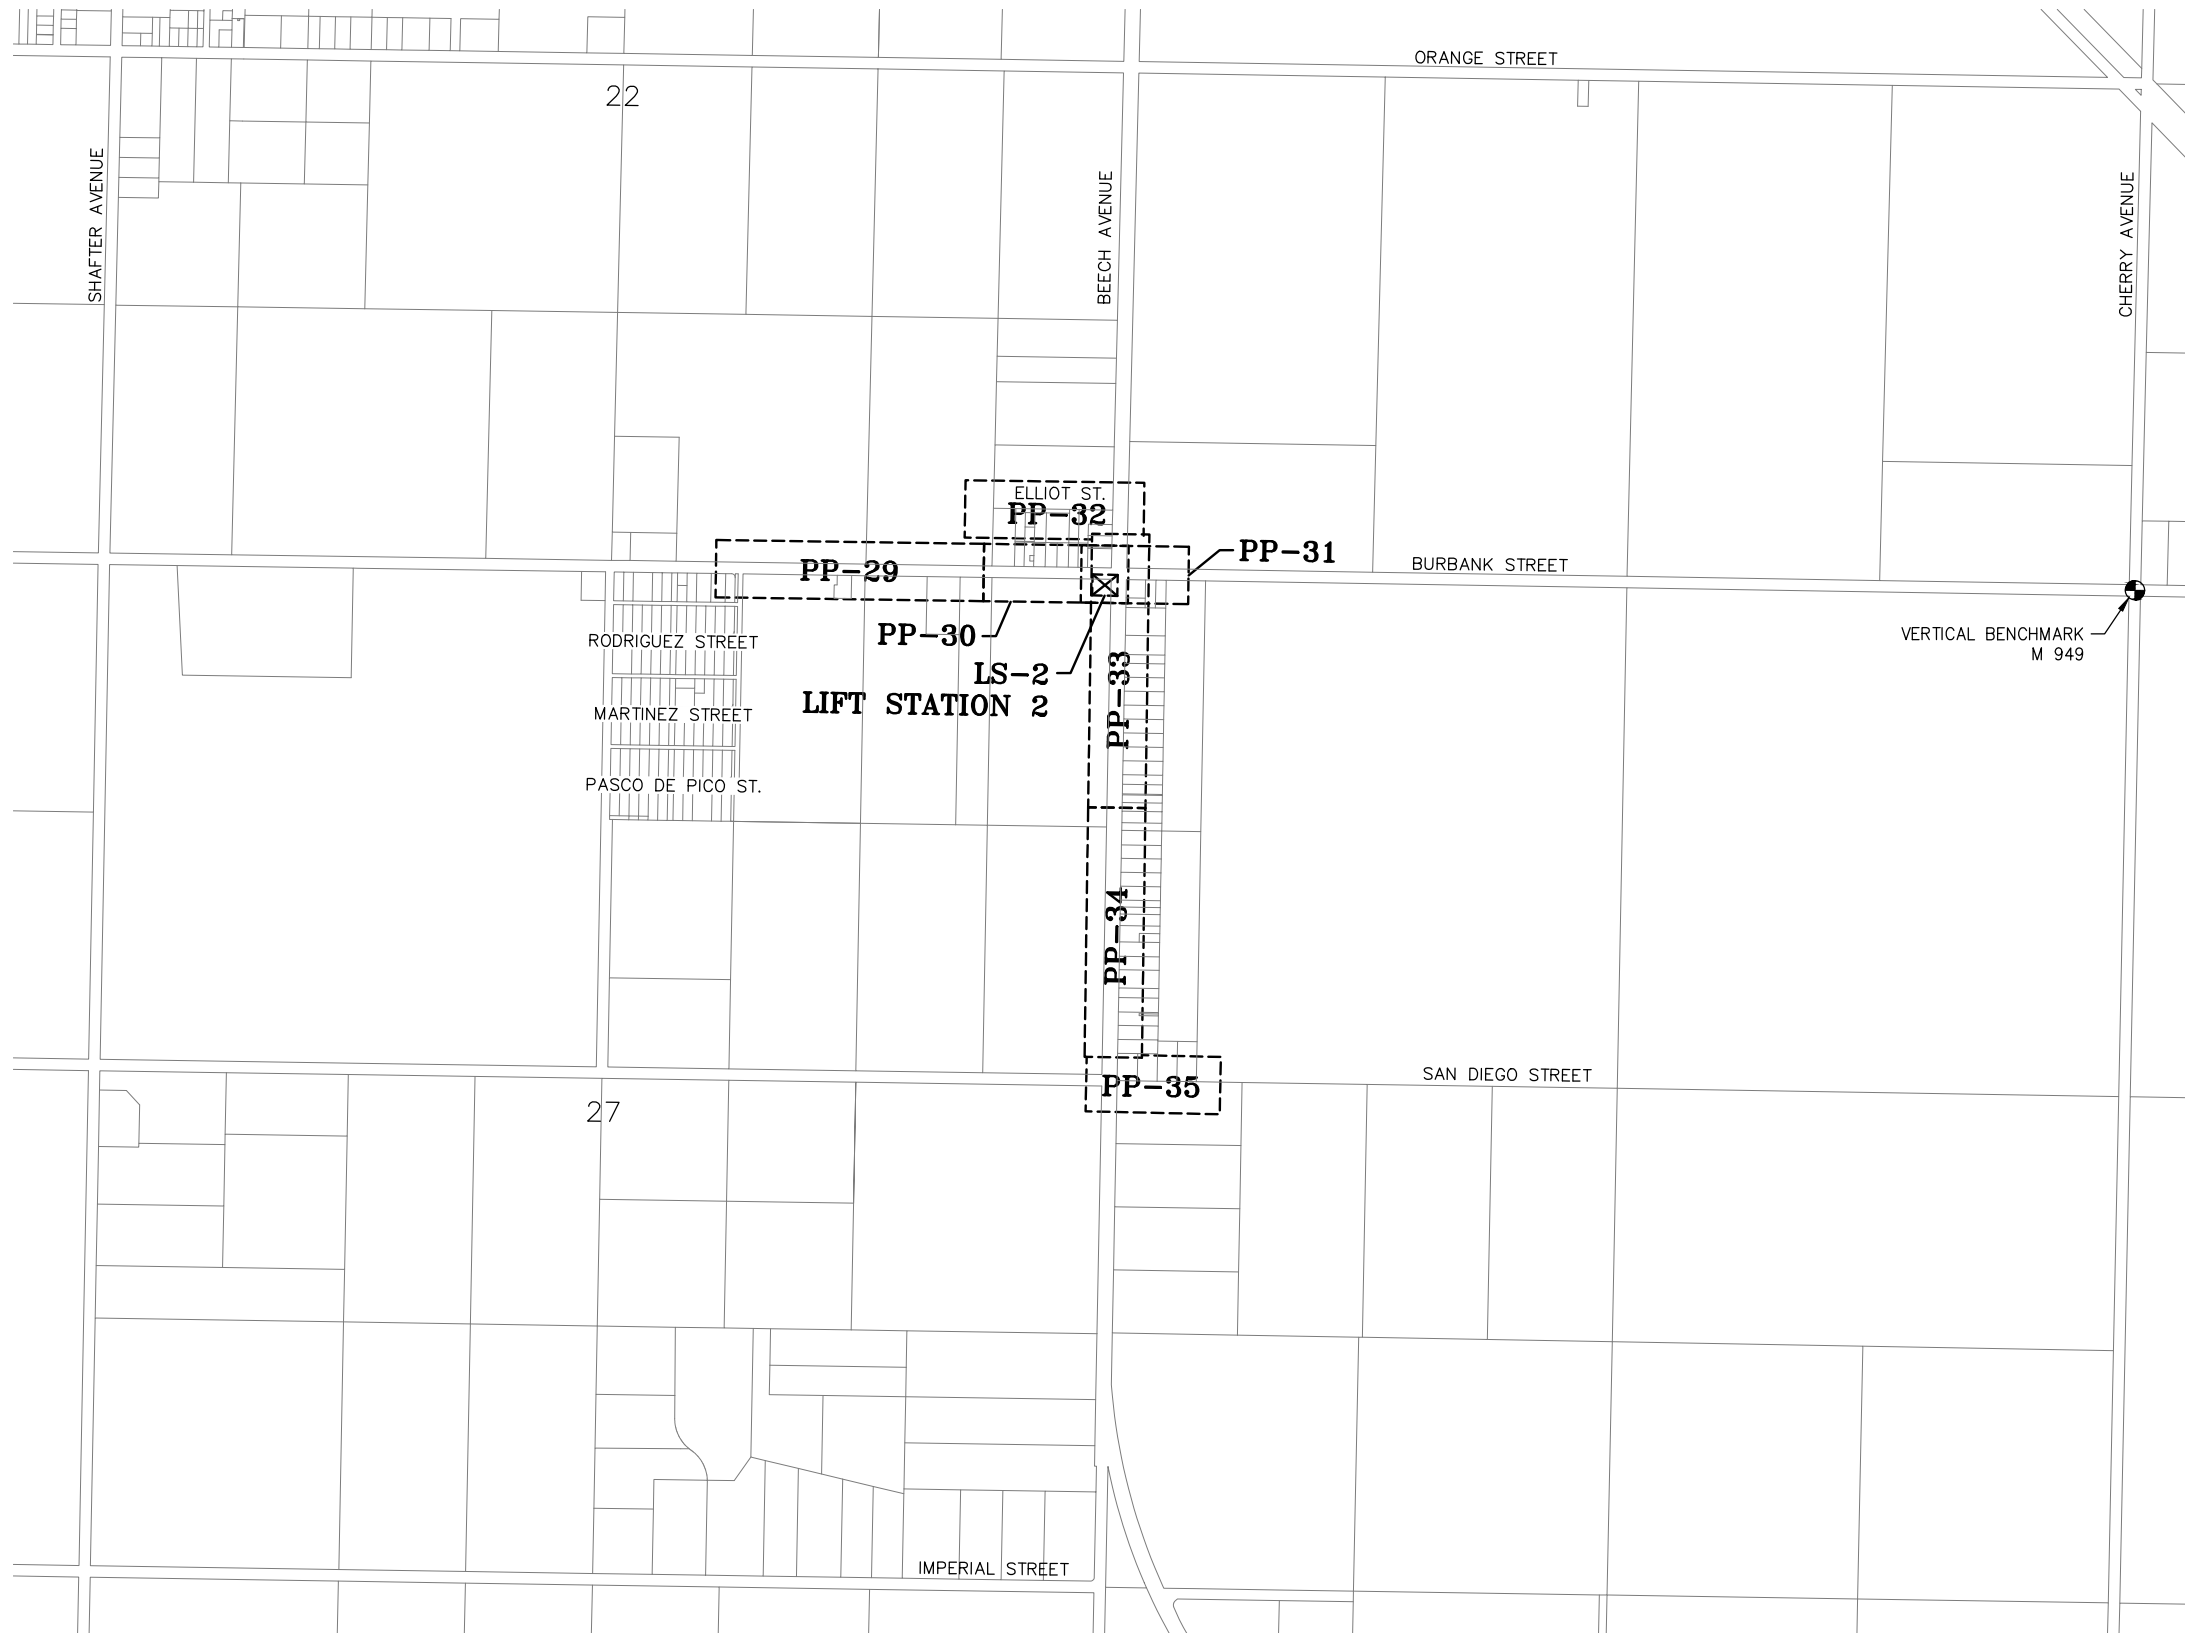 ORANGE STREET
22
SHAFTER AVENUE
BEECH AVENUE
CHERRY AVENUE
ELLIOT ST.
PP-32
PP-31
PP-29
BURBANK STREET
PP-30
RODRIGUEZ STREET
VERTICAL BENCHMARK
M 949
LS-2
LIFT STATION 2
PP-33
MARTINEZ STREET
PASCO DE PICO ST.
PP-34
SAN DIEGO STREET
PP-35
27
IMPERIAL STREET